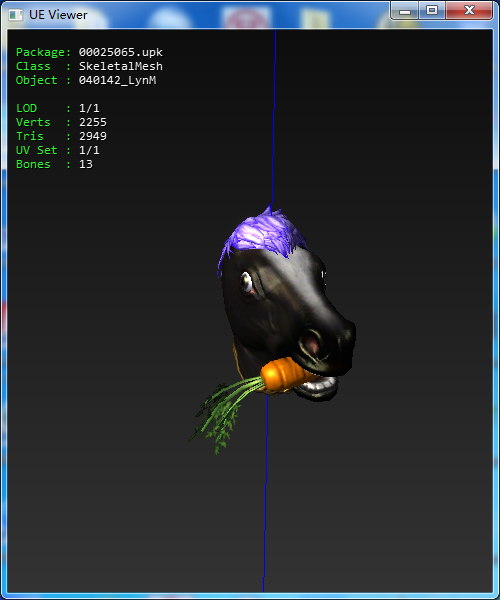 UE Viewer
Package: 00025065.upk
Class : SkeletalMesh
Object : 040142_LynM
LOD : 1/1
Verts : 2255
Tris : 2949
UV Set : 1/1
Bones : 13